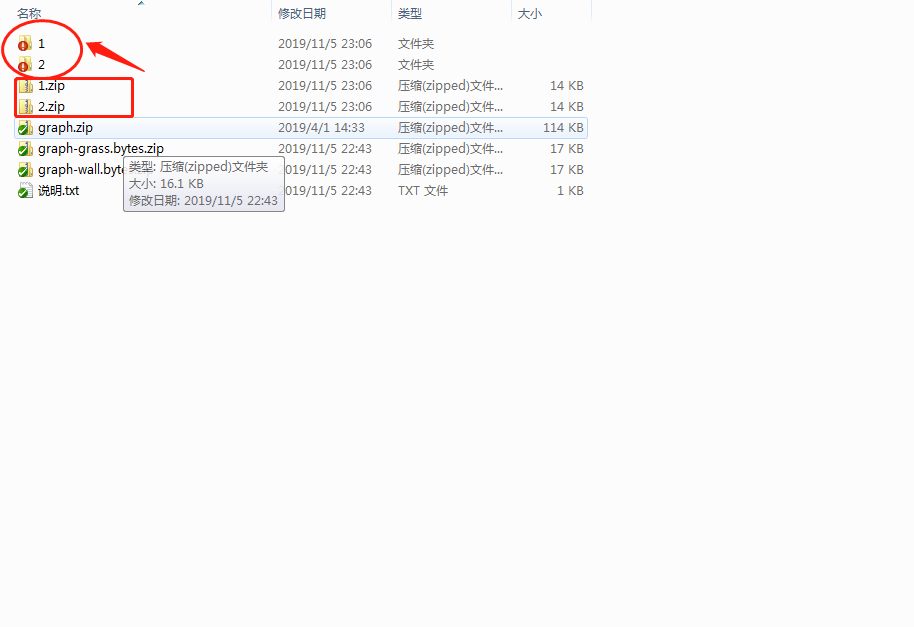 名称 修改日期 类型 大小
1 2019/11/5 23:06 文件夹
2 2019/11/5 23:06 文件夹
1.zip 2019/11/5 23:06 压缩(zipped)文件... 14 KB
2.zip 2019/11/5 23:06 压缩(zipped)文件... 14 KB
graph.zip 2019/4/1 14:33 压缩(zipped)文件... 114 KB
graph-grass.bytes.zip 2019/11/5 22:43 压缩(zipped)文件... 17 KB
graph-wall.byte 2019/11/5 22:43 压缩(zipped)文件... 17 KB
说明.txt 2019/11/5 22:43 TXT 文件 1 KB
类型: 压缩(zipped)文件夹
大小: 16.1 KB
修改日期: 2019/11/5 22:43